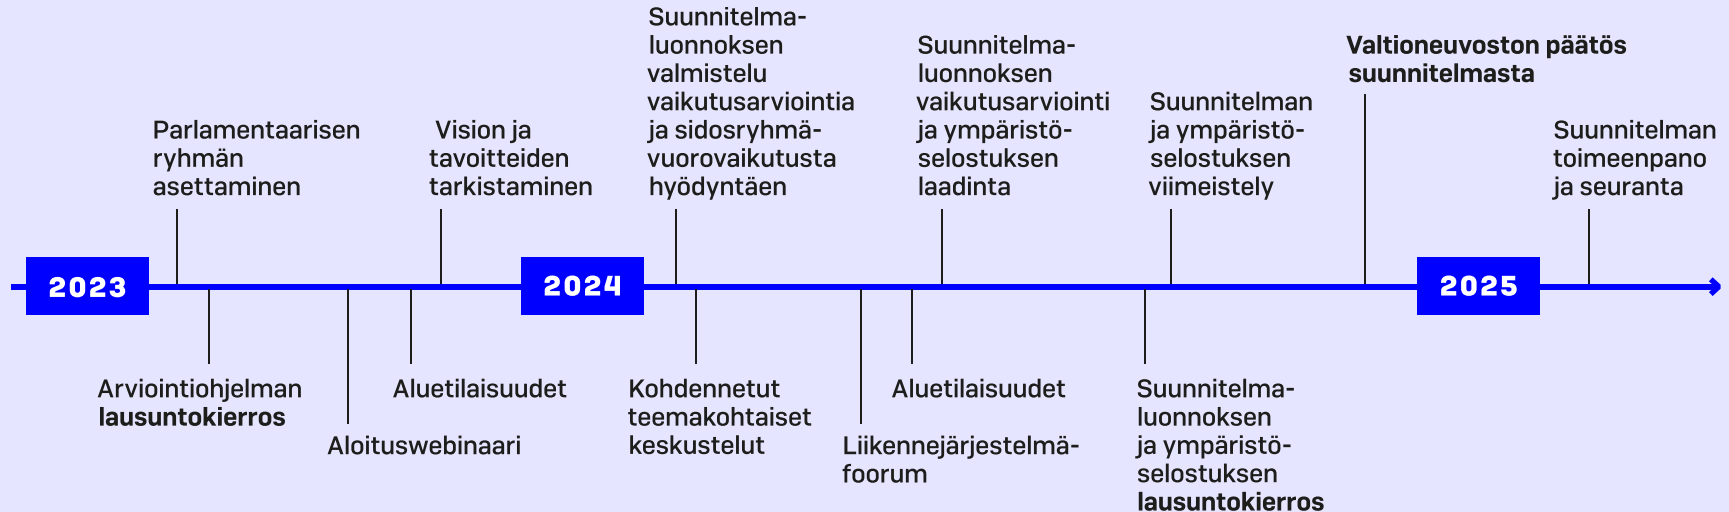 Parlamentaarisen
ryhmän
asettaminen
Vision ja
tavoitteiden
tarkistaminen
Suunnitelma-
luonnoksen
valmistelu
vaikutusarviointia
ja sidosryhmä-
vuorovaikutusta
hyödyntäen
Suunnitelma-
luonnoksen
vaikutusarviointi
ja ympäristö-
selostuksen
laadinta
Suunnitelman
ja ympäristö-
selostuksen
viimeistely
Valtioneuvoston päätös
suunnitelmasta
Suunnitelman
toimeenpano
ja seuranta
2023
2024
2025
Arviointiohjelman
lausuntokierros
Aloituswebinaari
Aluetilaisuudet
Kohdennetut
teemakohtaiset
keskustelut
Liikennejärjestelmä-
foorum
Aluetilaisuudet
Suunnitelma-
luonnoksen
ja ympäristö-
selostuksen
lausuntokierros